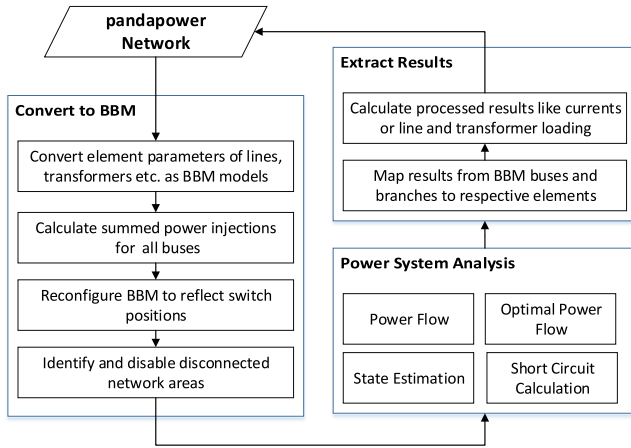 pandapower
Network
Convert to BBM
Convert element parameters of lines,
transformers etc. as BBM models
Calculate summed power injections
for all buses
Reconfigure BBM to reflect switch
positions
Identify and disable disconnected
network areas
Extract Results
Calculate processed results like currents
or line and transformer loading
Map results from BBM buses and
branches to respective elements
Power System Analysis
Power Flow
Optimal Power
Flow
State Estimation
Short Circuit
Calculation